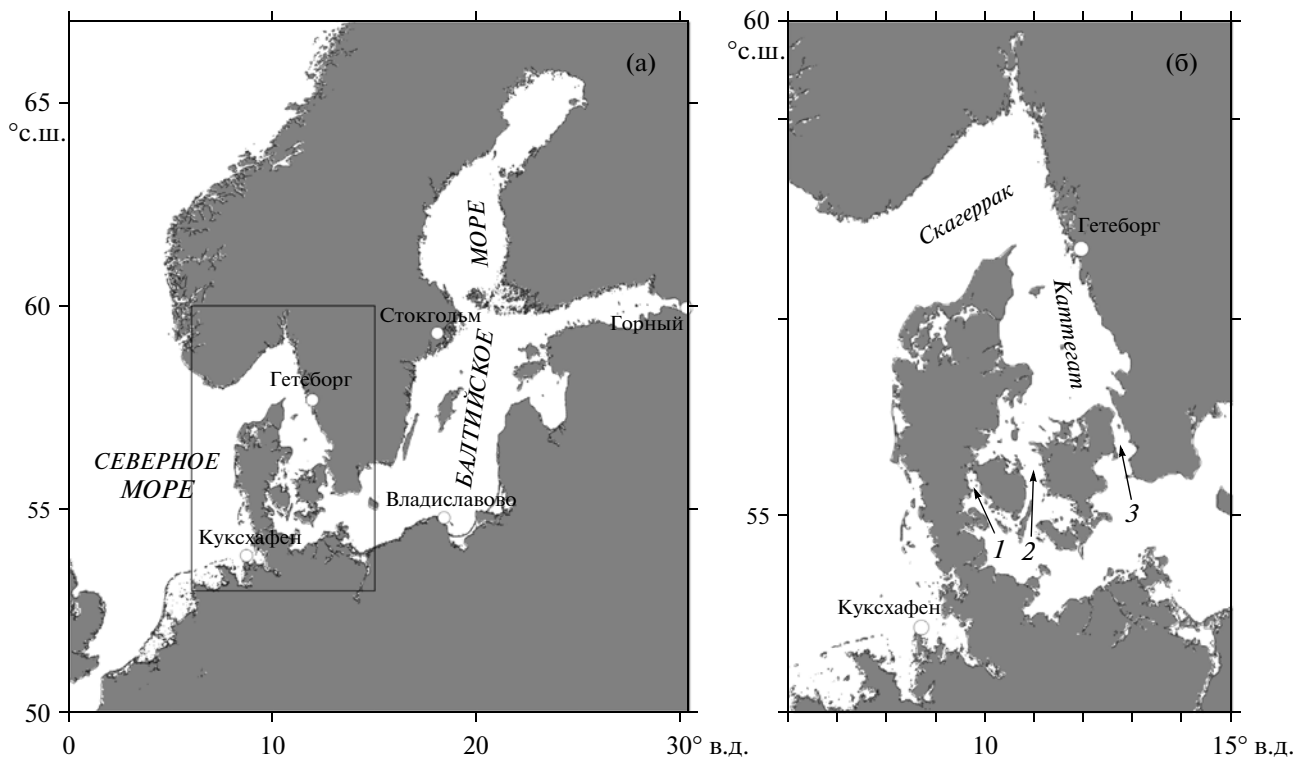 (а)
65
°с.ш.
МОРЕ
60
Стокгольм
Горный
Гетеборг
БАЛТИЙСКОЕ
СЕВЕРНОЕ
МОРЕ
Владиславово
55
Куксхафен
50
0
10
20
30° в.д.
60
°с.ш.
(б)
Скагеррак
Гетеборг
Каттегат
55
1
2
3
Куксхафен
10
15° в.д.